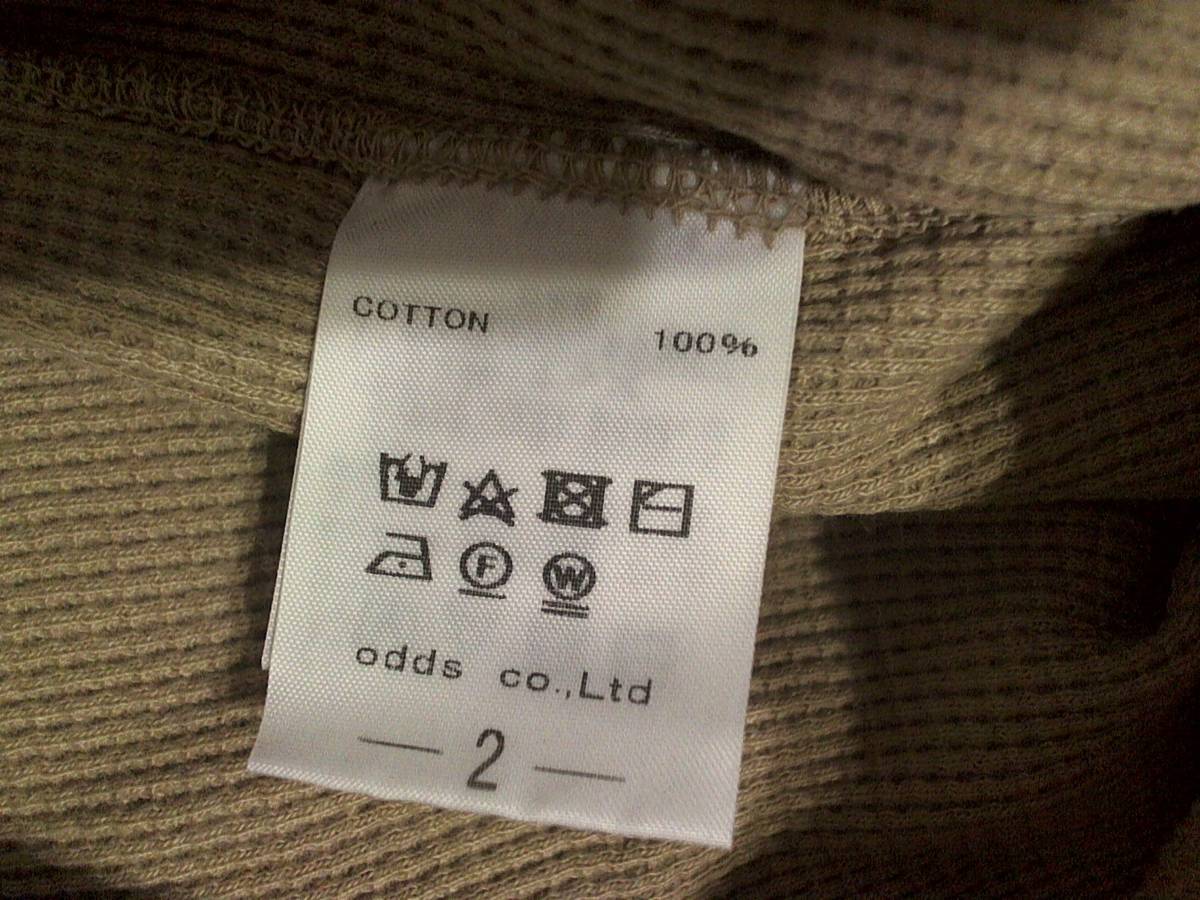 COTTON 100%
F W
odds co.,Ltd
— 2 —